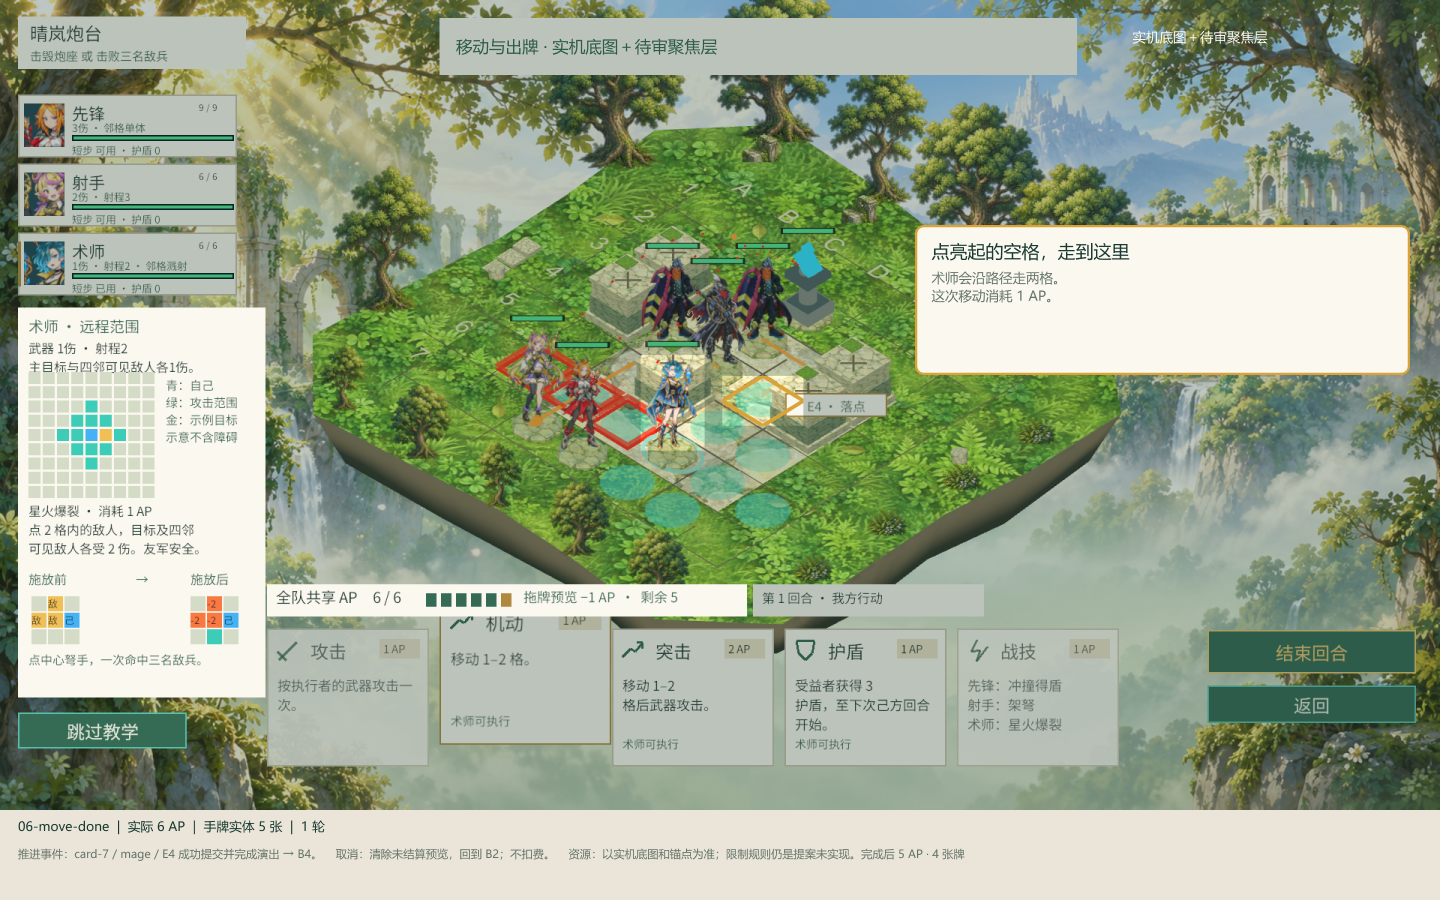 晴岚炮台
击毁炮座 或 击败三名敌兵
移动与出牌 · 实机底图 + 待审聚焦层
实机底图 + 待审聚焦层
先锋
9 / 9
3伤 · 邻格单体
短步 可用 · 护盾 0
射手
6 / 6
2伤 · 射程3
短步 可用 · 护盾 0
术师
6 / 6
1伤 · 射程2 · 邻格溅射
短步 已用 · 护盾 0
点亮起的空格，走到这里
术师会沿路径走两格。
这次移动消耗 1 AP。
E4 · 落点
术师 · 远程范围
武器 1伤 · 射程2
主目标与四邻可见敌人各1伤。
青：自己
绿：攻击范围
金：示例目标
示意不含障碍
星火爆裂 · 消耗 1 AP
点 2 格内的敌人，目标及四邻
可见敌人各受 2 伤。友军安全。
施放前 → 施放后
敌
敌 敌 己
-2
-2 -2 己
点中心弩手，一次命中三名敌兵。
跳过教学
全队共享 AP 6 / 6
拖牌预览 −1 AP · 剩余 5
第 1 回合 · 我方行动
攻击
1 AP
按执行者的武器攻击一
次。
机动
1 AP
移动 1–2 格。
术师可执行
突击
2 AP
移动 1–2
格后武器攻击。
术师可执行
护盾
1 AP
受益者获得 3
护盾，至下次己方回合
开始。
术师可执行
战技
1 AP
先锋：冲撞得盾
射手：架弩
术师：星火爆裂
结束回合
返回
06-move-done | 实际 6 AP | 手牌实体 5 张 | 1 轮
推进事件：card-7 / mage / E4 成功提交并完成演出 → B4。 取消：清除未结算预览，回到 B2；不扣费。 资源：以实机底图和锚点为准；限制规则仍是提案未实现。完成后 5 AP · 4 张牌